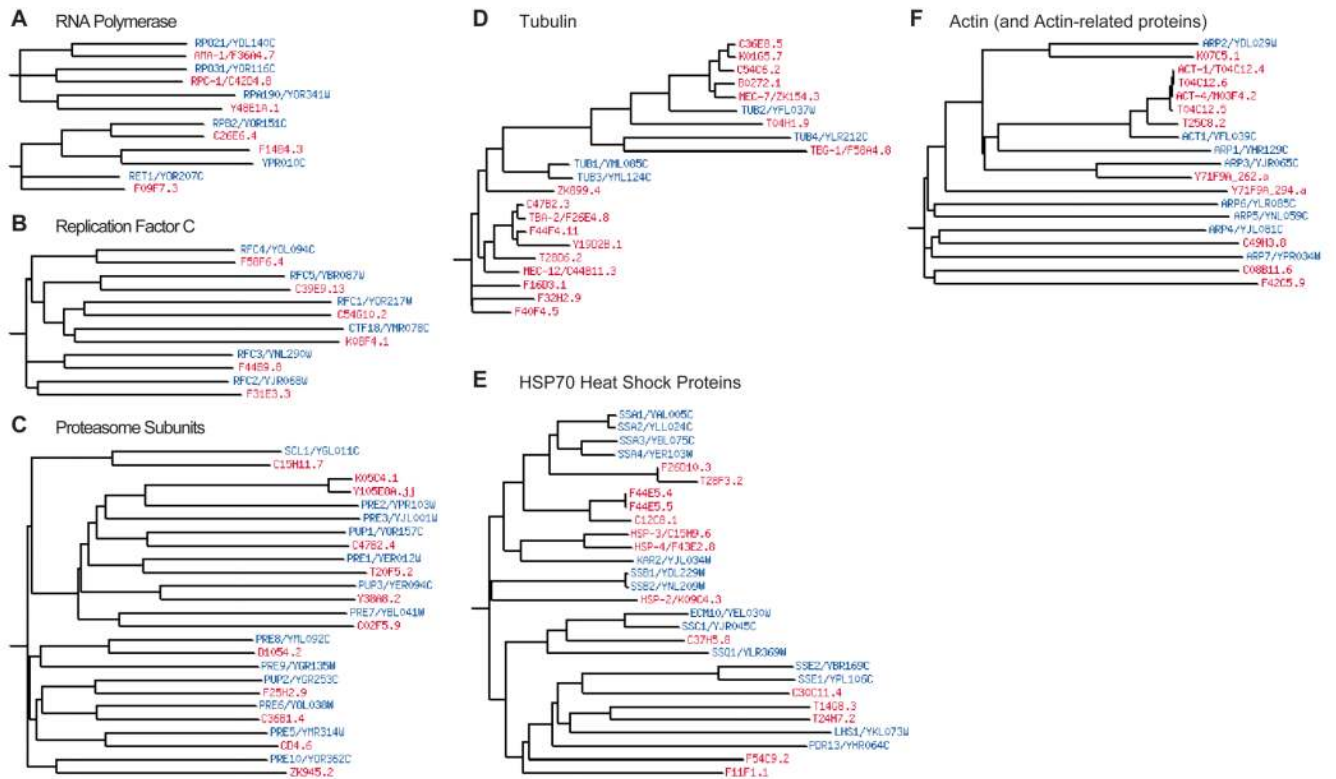 A RNA Polymerase
RPO21/YDL140C
AMA-1/F36A4.7
RPO31/YOR116C
RPC-1/C42D4.8
RPA190/YOR341W
Y48E1A.1
RPB2/YOR151C
C26E6.4
F14B4.3
YPR010C
RET1/YOR207C
F09F7.3
B Replication Factor C
RFC4/YOL094C
F58F6.4
RFC5/YBR087W
C39E9.13
RFC1/YOR217W
C54G10.2
CTF18/YMR078C
K08F4.1
RFC3/YNL290W
F44B9.8
RFC2/YJR068W
F31E3.3
C Proteasome Subunits
SCL1/YGL011C
C15H11.7
K05C4.1
Y105E8A.jj
PRE2/YPR103W
PRE3/YJL001W
PUP1/YOR157C
C47B2.4
PRE1/YER012W
T20F5.2
PUP3/YER094C
Y38A8.2
PRE7/YBL041W
C02F5.9
PRE8/YML092C
D1054.2
PRE9/YGR135W
PUP2/YGR253C
F25H2.9
PRE6/YOL038W
C36B1.4
PRE5/YMR314W
CD4.6
PRE10/YOR362C
ZK945.2
D Tubulin
C36E8.5
K01G5.7
C54C6.2
B0272.1
MEC-7/ZK154.3
TUB2/YFL037W
T04H1.9
TUB4/YLR212C
TBG-1/F58A4.8
TUB1/YML085C
TUB3/YML124C
ZK899.4
C47B2.3
TBA-2/F26E4.8
F44F4.11
Y19D2B.1
T28D6.2
MEC-12/C44B11.3
F16D3.1
F32H2.9
F40F4.5
E HSP70 Heat Shock Proteins
SSA1/YAL005C
SSA2/YLL024C
SSA3/YBL075C
SSA4/YER103W
F26D10.3
T28F3.2
F44E5.4
F44E5.5
C12C8.1
HSP-3/C15H9.6
HSP-4/F43E2.8
KAR2/YJL034W
SSB1/YDL229W
SSB2/YNL209W
HSP-2/K09C4.3
ECM10/YEL030W
SSC1/YJR045C
C37H5.8
SSQ1/YLR369W
SSE2/YBR169C
SSE1/YPL106C
C30C11.4
T14G8.3
T24H7.2
LHS1/YKL073W
PDR13/YHR064C
F54C9.2
F11F1.1
F Actin (and Actin-related proteins)
ARP2/YDL029W
K07C5.1
ACT-1/T04C12.4
T04C12.6
ACT-4/M03F4.2
T04C12.5
T25C8.2
ACT1/YFL039C
ARP1/YHR129C
ARP3/YJR065C
Y71F9A_262.a
Y71F9A_294.a
ARP6/YLR085C
ARP5/YNL059C
ARP4/YJL081C
C49H3.8
ARP7/YPR034W
C08B11.6
F42C5.9